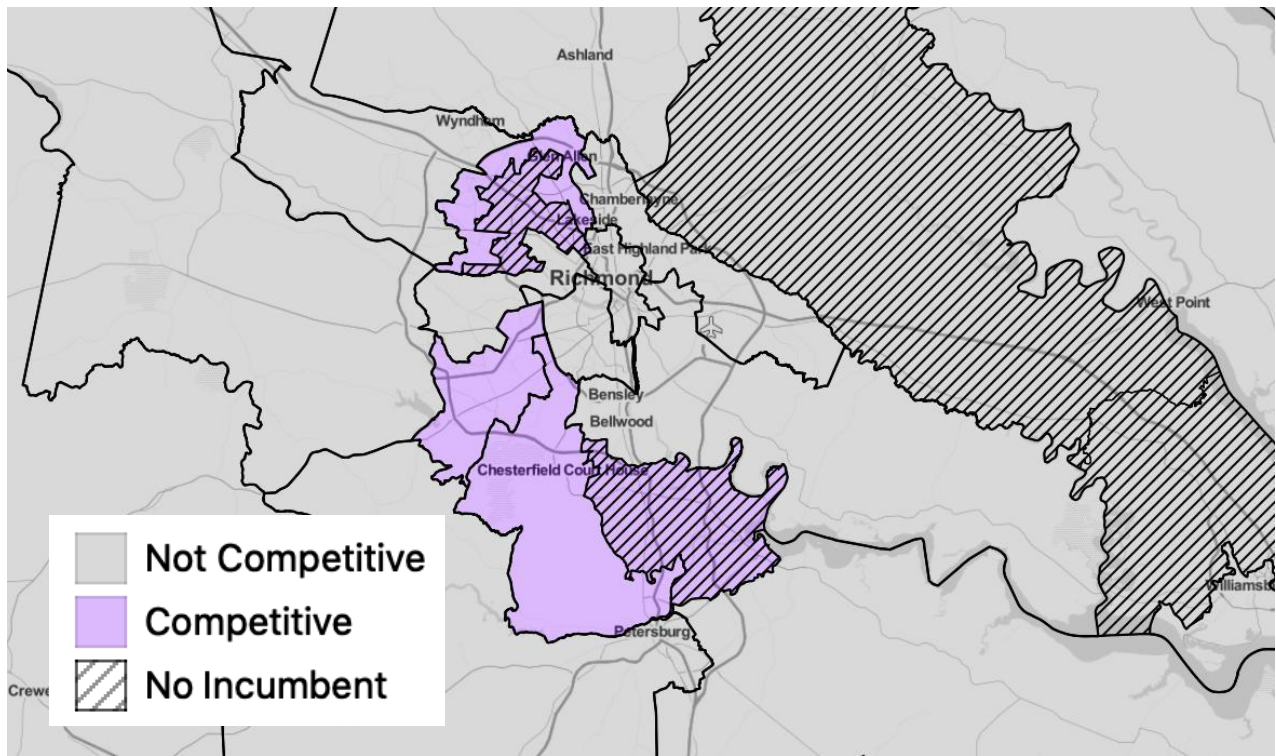 Ashland
Wyndham
Glen Allen
Chamberlayne
Lakeside
East Highland Park
Richmond
West Point
Bensley
Bellwood
Chesterfield Court House
Not Competitive
Competitive
No Incumbent
Williamsb
Petersburg
Crewe